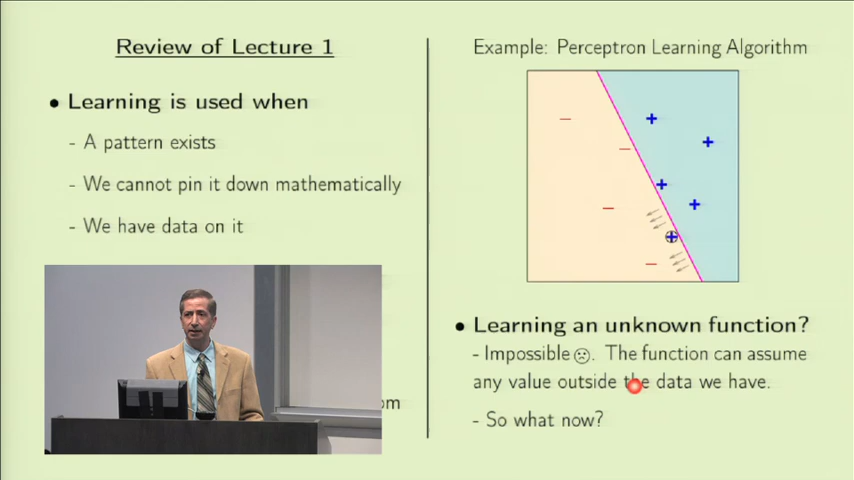 Review of Lecture 1
• Learning is used when
- A pattern exists
- We cannot pin it down mathematically
- We have data on it
Example: Perceptron Learning Algorithm
• Learning an unknown function?
- Impossible ☹. The function can assume
any value outside the data we have.
- So what now?